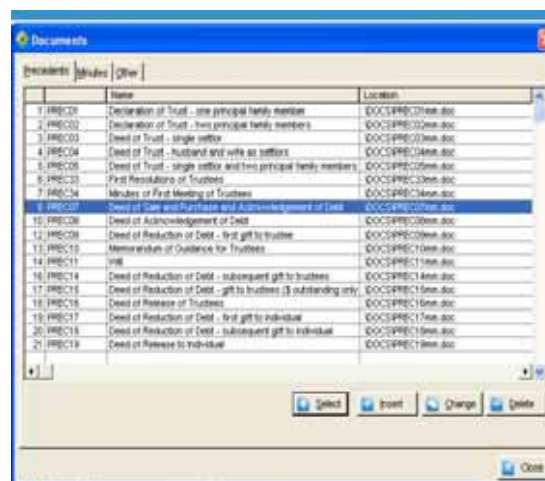 Documents
Precedents Minutes Other
Name Location
1 PREC01 Declaration of Trust - one principal family member \DOCS\PREC01mm.doc
2 PREC02 Declaration of Trust - two principal family members \DOCS\PREC02mm.doc
3 PREC03 Deed of Trust - single settlor \DOCS\PREC03mm.doc
4 PREC04 Deed of Trust - husband and wife as settlors \DOCS\PREC04mm.doc
5 PREC05 Deed of Trust - single settlor and two principal family members \DOCS\PREC05mm.doc
6 PREC33 First Resolutions of Trustees \DOCS\PREC33mm.doc
7 PREC34 Minutes of First Meeting of Trustees \DOCS\PREC34mm.doc
PREC07 Deed of Sale and Purchase and Acknowledgement of Debt \DOCS\PREC07mm.doc
10 PREC08 Deed of Acknowledgement of Debt \DOCS\PREC08mm.doc
12 PREC09 Deed of Reduction of Debt - first gift to trustee \DOCS\PREC09mm.doc
13 PREC10 Memorandum of Guidance for Trustees \DOCS\PREC10mm.doc
14 PREC11 Will \DOCS\PREC11mm.doc
16 PREC14 Deed of Reduction of Debt - subsequent gift to trustees \DOCS\PREC14mm.doc
17 PREC15 Deed of Reduction of Debt - gift to trustees ($ outstanding only \DOCS\PREC15mm.doc
18 PREC16 Deed of Release of Trustees \DOCS\PREC16mm.doc
19 PREC17 Deed of Reduction of Debt - first gift to individual \DOCS\PREC17mm.doc
20 PREC18 Deed of Reduction of Debt - subsequent gift to individual \DOCS\PREC18mm.doc
21 PREC19 Deed of Release to Individual \DOCS\PREC19mm.doc
Select Insert Change Delete
Close